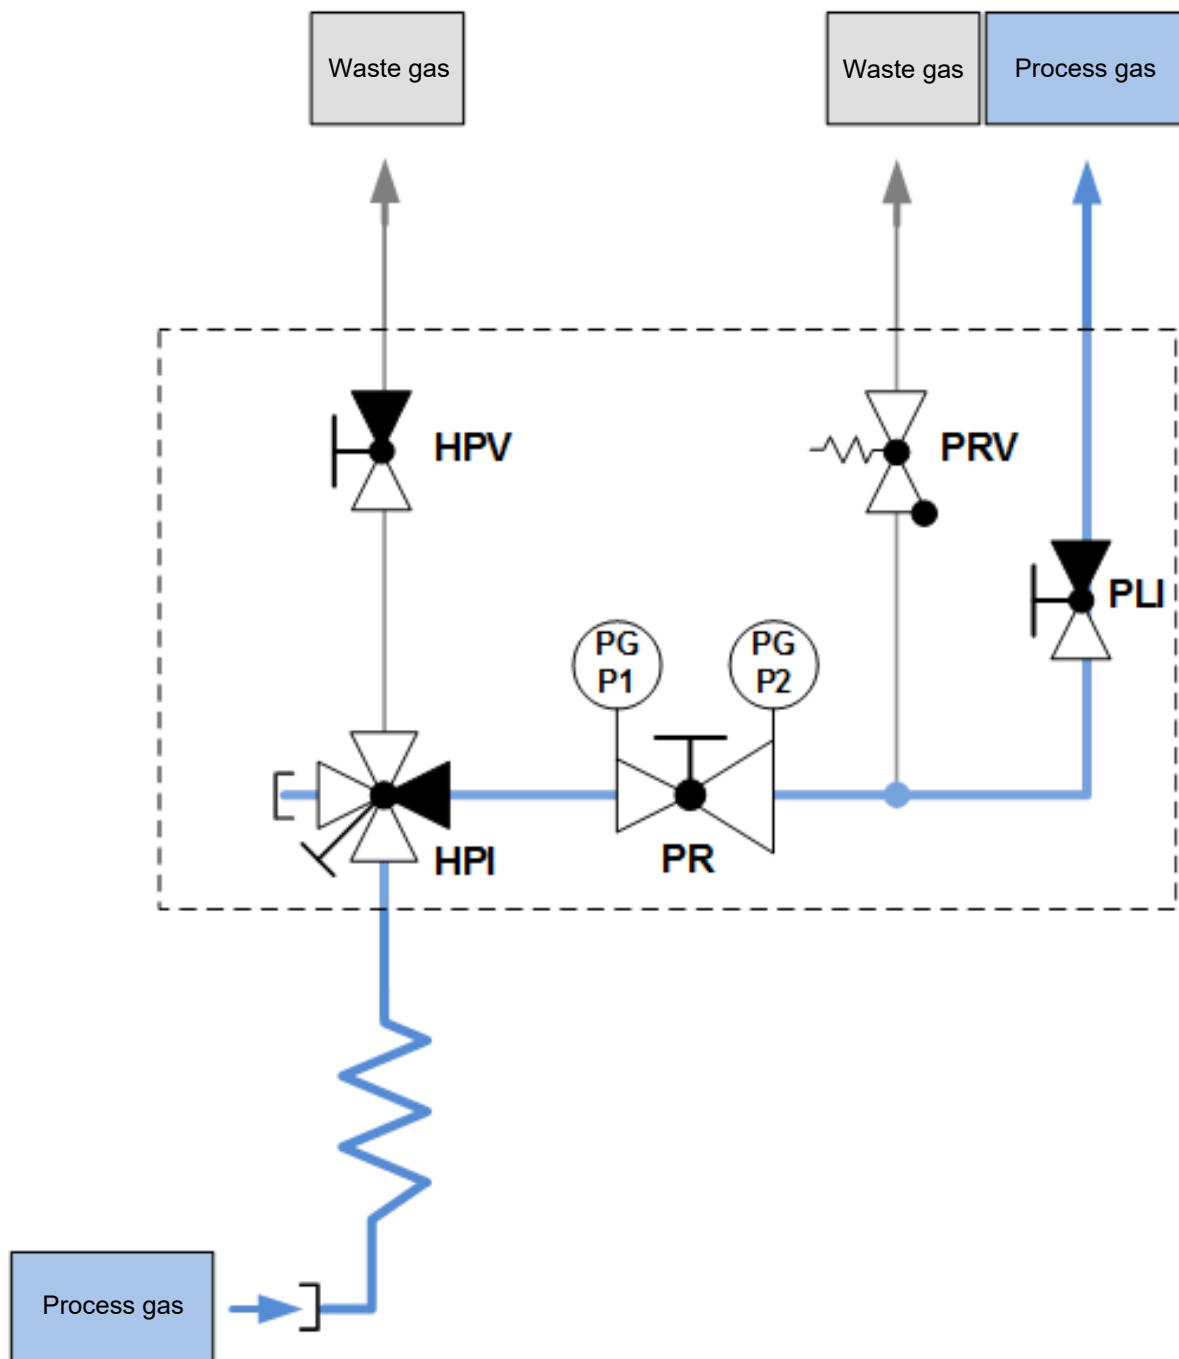 Waste gas
Waste gas
Process gas
HPV
PRV
PLI
PG
P1
PG
P2
HPI
PR
Process gas